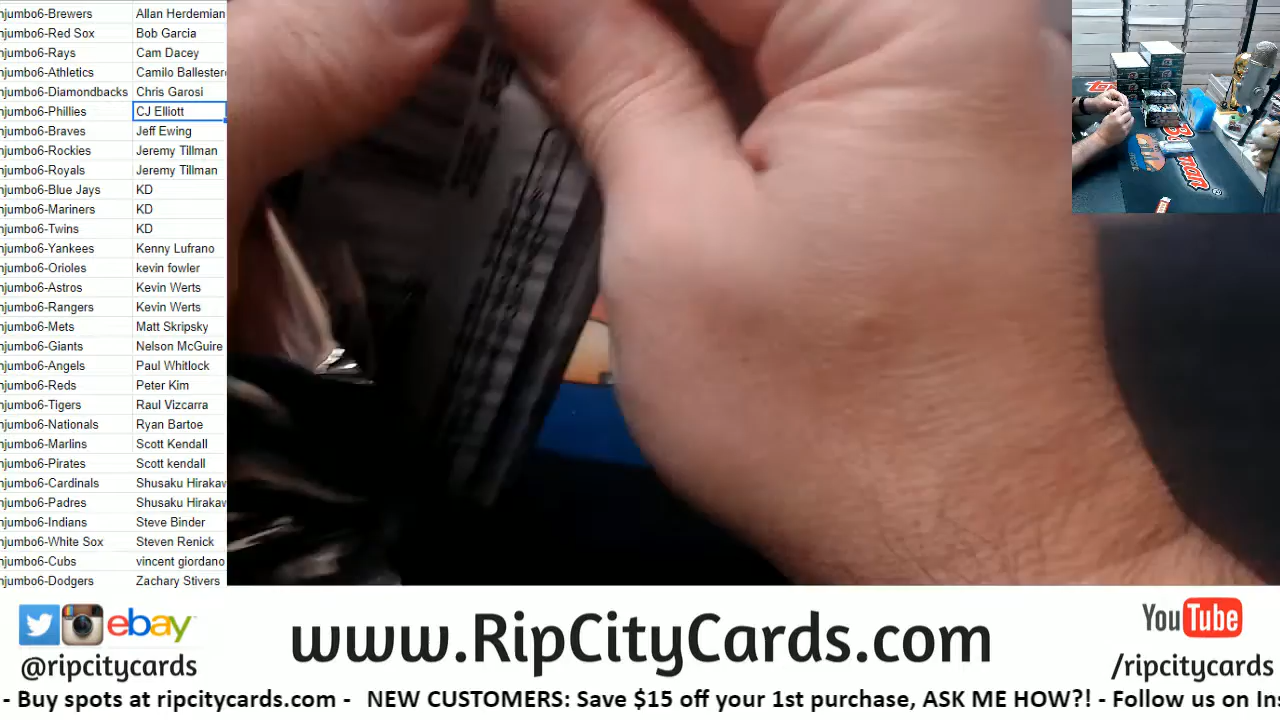 njumbo6-Brewers Allan Herdemian
njumbo6-Red Sox Bob Garcia
njumbo6-Rays Cam Dacey
njumbo6-Athletics Camilo Ballester
njumbo6-Diamondbacks Chris Garosi
njumbo6-Phillies CJ Elliott
njumbo6-Braves Jeff Ewing
njumbo6-Rockies Jeremy Tillman
njumbo6-Royals Jeremy Tillman
njumbo6-Blue Jays KD
njumbo6-Mariners KD
njumbo6-Twins KD
njumbo6-Yankees Kenny Lufrano
njumbo6-Orioles kevin fowler
njumbo6-Astros Kevin Werts
njumbo6-Rangers Kevin Werts
njumbo6-Mets Matt Skripsky
njumbo6-Giants Nelson McGuire
njumbo6-Angels Paul Whitlock
njumbo6-Reds Peter Kim
njumbo6-Tigers Raul Vizcarra
njumbo6-Nationals Ryan Bartoe
njumbo6-Marlins Scott Kendall
njumbo6-Pirates Scott kendall
njumbo6-Cardinals Shusaku Hirakaw
njumbo6-Padres Shusaku Hirakaw
njumbo6-Indians Steve Binder
njumbo6-White Sox Steven Renick
njumbo6-Cubs vincent giordano
njumbo6-Dodgers Zachary Stivers
ebay
@ripcitycards
www.RipCityCards.com
YouTube
/ripcitycards
- Buy spots at ripcitycards.com - NEW CUSTOMERS: Save $15 off your 1st purchase, ASK ME HOW?! - Follow us on Ins